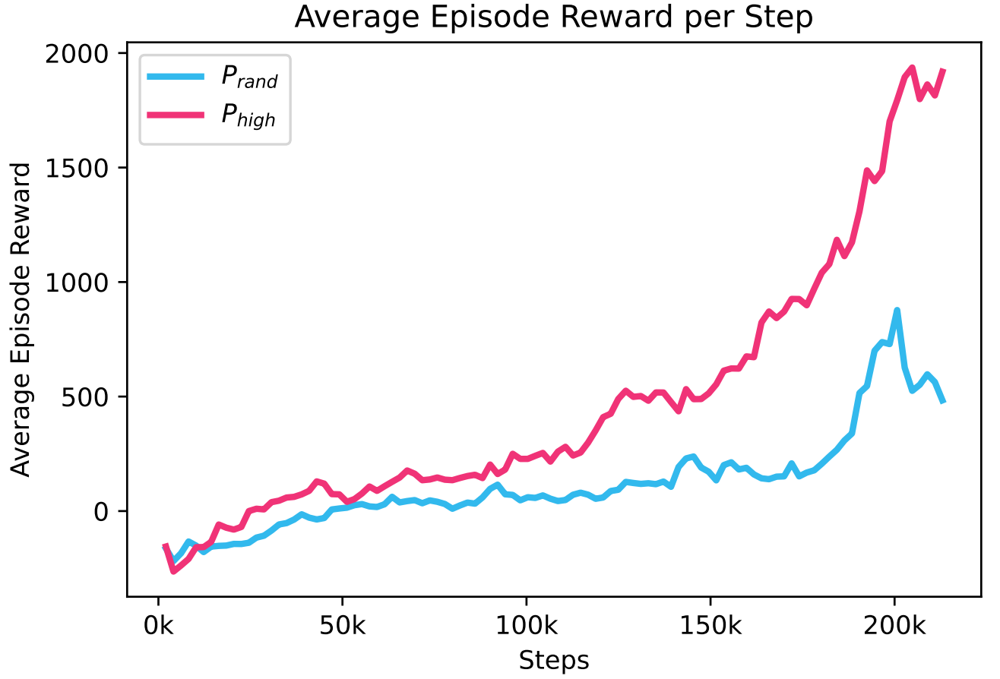 Average Episode Reward per Step
2000
1500
1000
500
0
Average Episode Reward
P_rand
P_high
0k 50k 100k 150k 200k
Steps